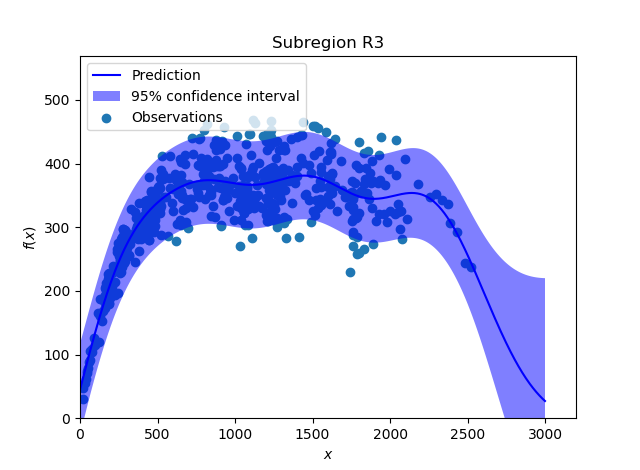 Subregion R3
Prediction
95% confidence interval
Observations
f(x)
500
400
300
200
100
0
0 500 1000 1500 2000 2500 3000
x